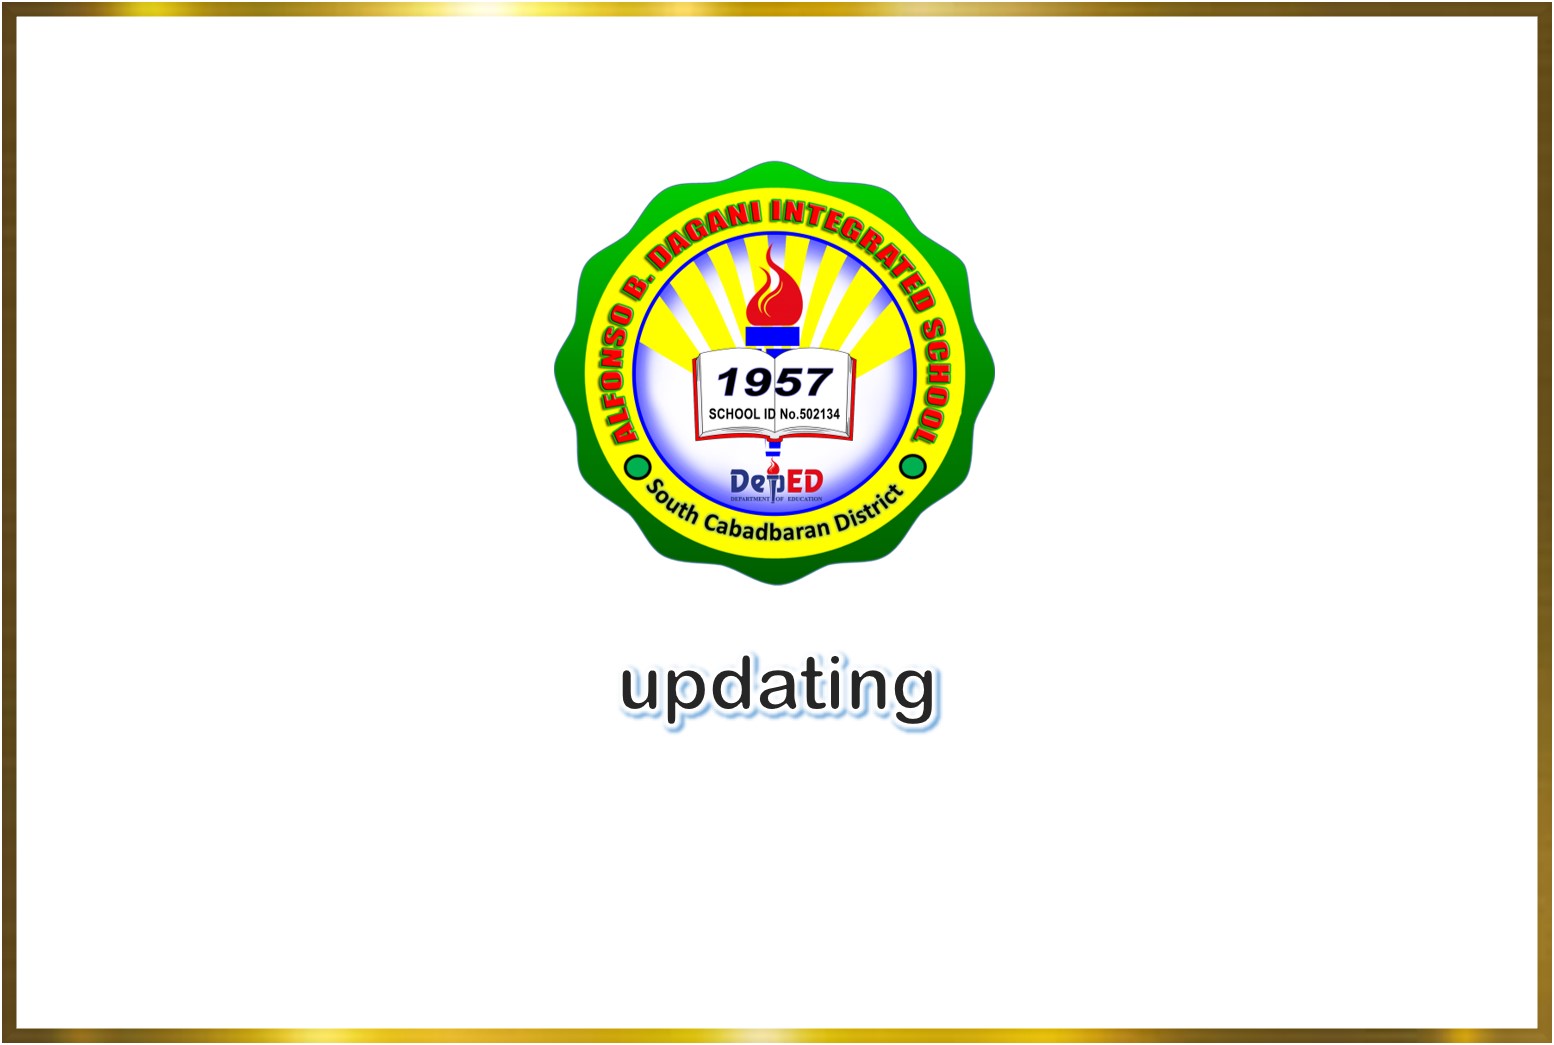 ALFONSO B. DAGANI INTEGRATED SCHOOL
1957
SCHOOL ID No.502134
DepED
DEPARTMENT OF EDUCATION
South Cabadbaran District
updating